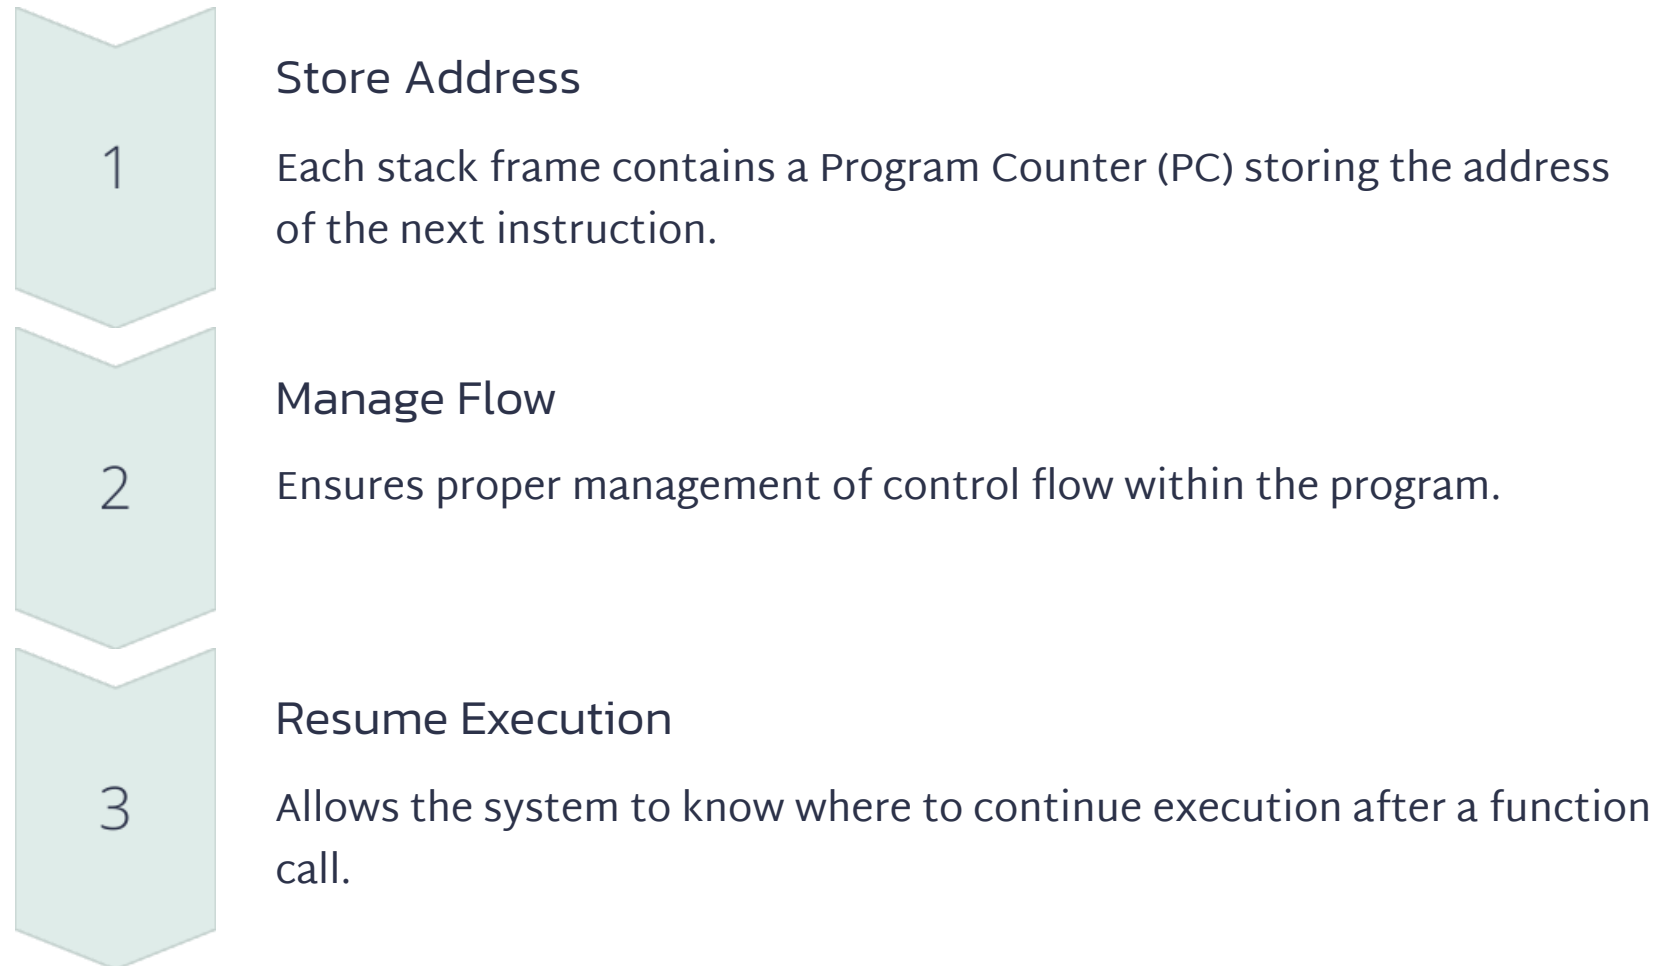 1
Store Address
Each stack frame contains a Program Counter (PC) storing the address
of the next instruction.
2
Manage Flow
Ensures proper management of control flow within the program.
3
Resume Execution
Allows the system to know where to continue execution after a function
call.